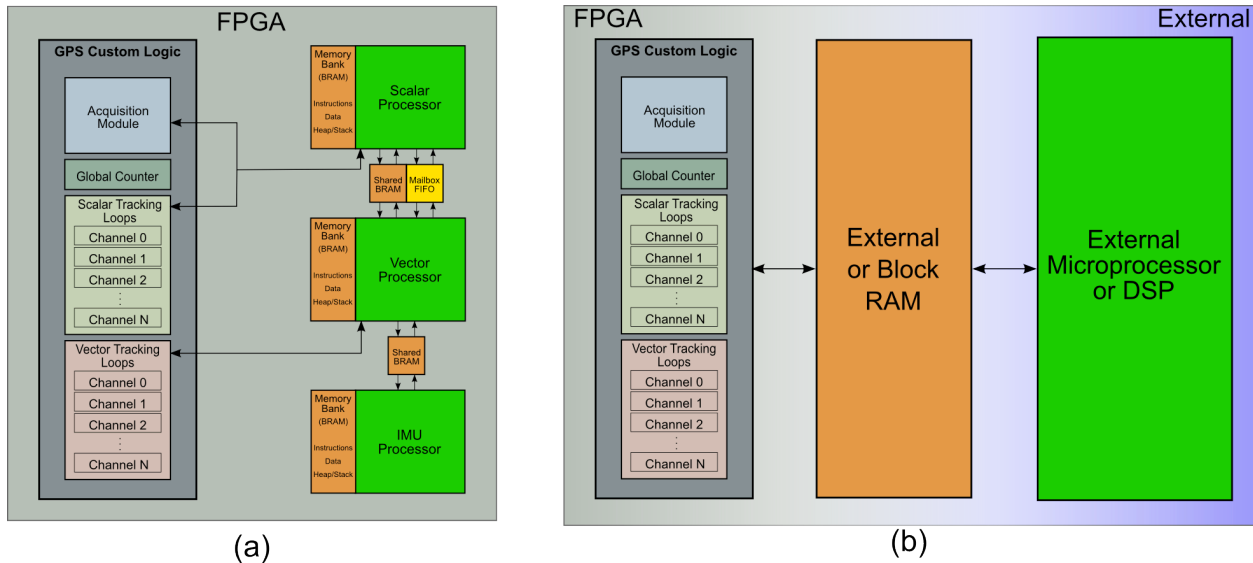 FPGA
GPS Custom Logic
Acquisition
Module
Global Counter
Scalar Tracking
Loops
Channel 0
Channel 1
Channel 2
⋮
Channel N
Vector Tracking
Loops
Channel 0
Channel 1
Channel 2
⋮
Channel N
Memory
Bank
(BRAM)
Instructions
Data
Heap/Stack
Scalar
Processor
Shared
BRAM
Mailbox
FIFO
Memory
Bank
(BRAM)
Instructions
Data
Heap/Stack
Vector
Processor
Shared
BRAM
Memory
Bank
(BRAM)
Instructions
Data
Heap/Stack
IMU
Processor
(a)
FPGA
External
GPS Custom Logic
Acquisition
Module
Global Counter
Scalar Tracking
Loops
Channel 0
Channel 1
Channel 2
⋮
Channel N
Vector Tracking
Loops
Channel 0
Channel 1
Channel 2
⋮
Channel N
External
or Block
RAM
External
Microprocessor
or DSP
(b)